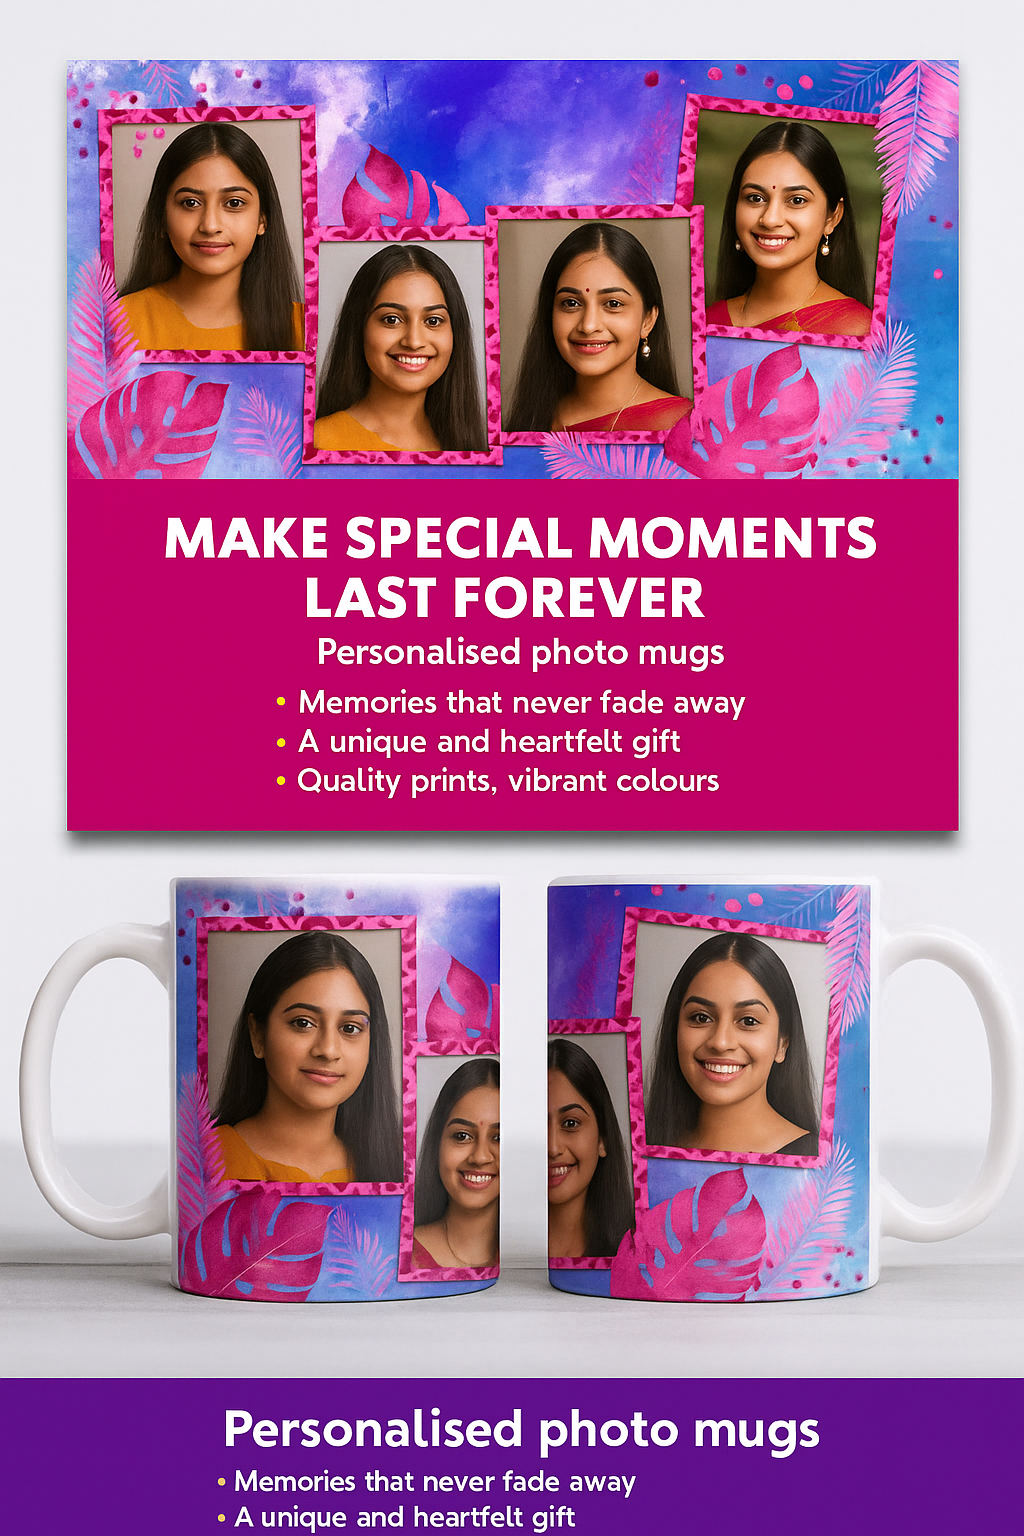 MAKE SPECIAL MOMENTS
LAST FOREVER
Personalised photo mugs
• Memories that never fade away
• A unique and heartfelt gift
• Quality prints, vibrant colours
Personalised photo mugs
• Memories that never fade away
• A unique and heartfelt gift